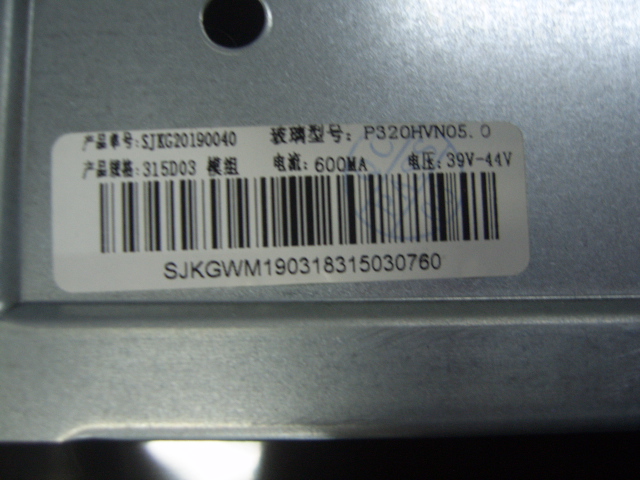 产品单号:SJKG20190040 玻璃型号: P320HVN05.0
产品规格:315D03 模组 电流: 600MA 电压: 39V-44V
SJKGWM190318315030760